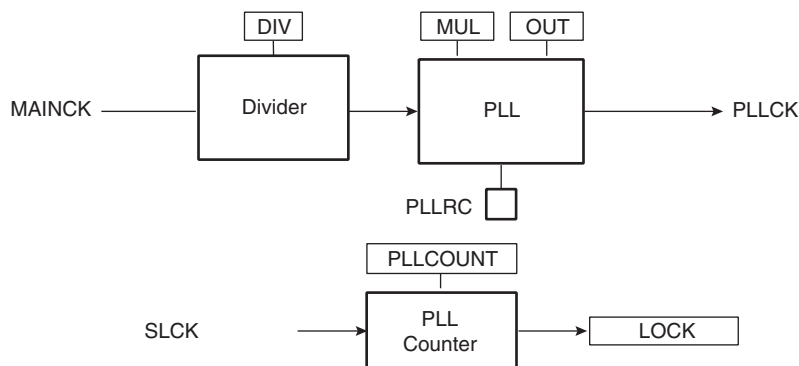 DIV
MUL
OUT
MAINCK
Divider
PLL
PLLCK
PLLRC
PLLCOUNT
SLCK
PLL
Counter
LOCK